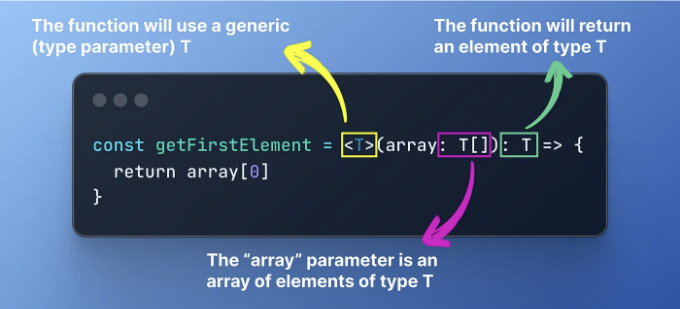 The function will use a generic
(type parameter) T
The function will return
an element of type T
const getFirstElement = <T>(array: T[]): T => {
  return array[0]
}
The “array” parameter is an
array of elements of type T